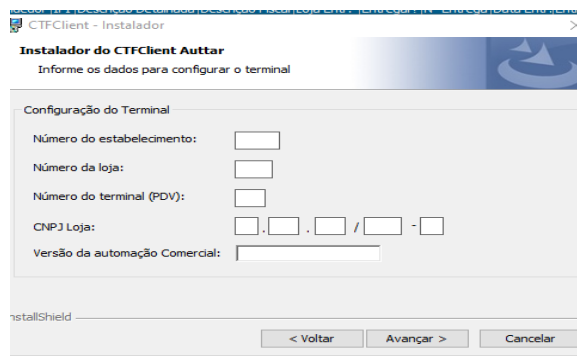 CTFClient - Instalador
Instalador do CTFClient Auttar
Informe os dados para configurar o terminal
Configuração do Terminal
Número do estabelecimento:
Número da loja:
Número do terminal (PDV):
CNPJ Loja: . . / -
Versão da automação Comercial:
nstallShield
< Voltar Avançar > Cancelar